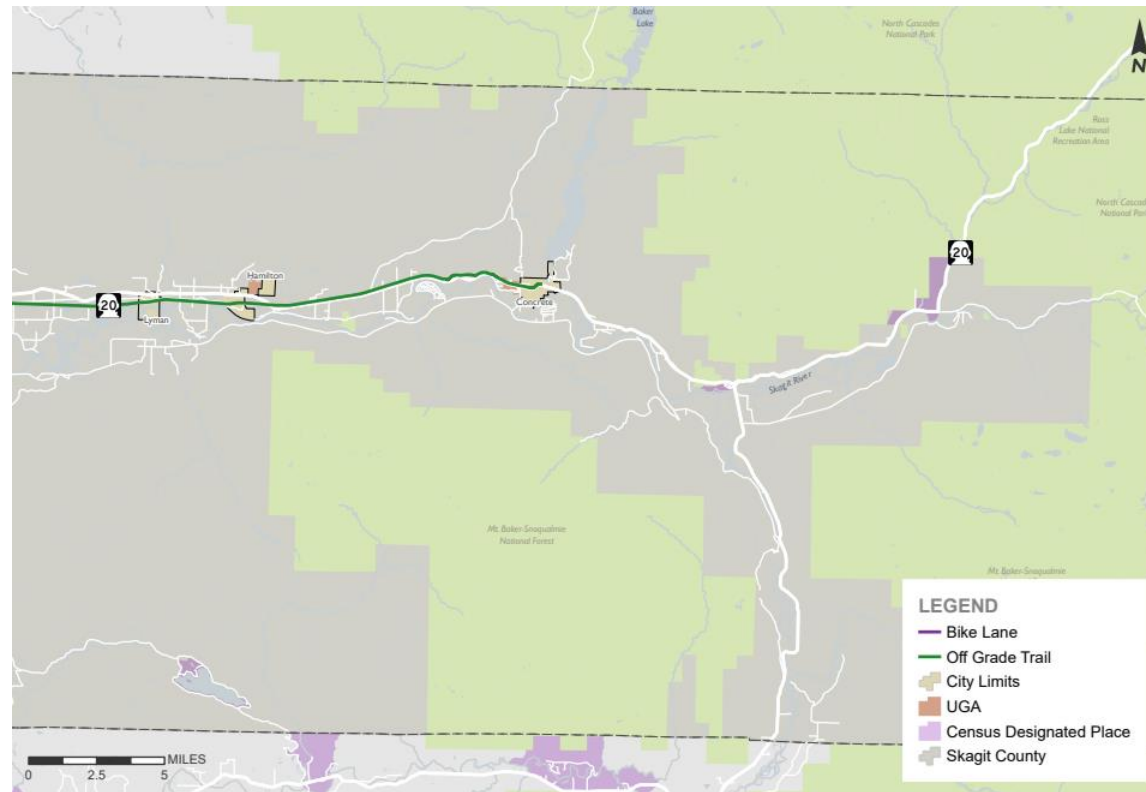 Baker
Lake
North Cascades
National Park
N
Ross
Lake National
Recreation Area
North Cascades
National Park
20
Hamilton
20
Lyman
Concrete
Skagit River
Mt. Baker-Snoqualmie
National Forest
Mt. Baker-Snoqualmie
LEGEND
Bike Lane
Off Grade Trail
City Limits
UGA
Census Designated Place
Skagit County
MILES
0 2.5 5